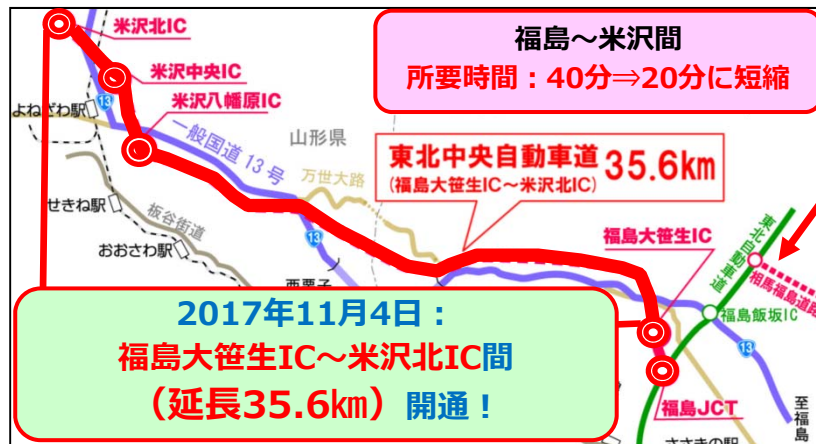 福島～米沢間
所要時間：40分⇒20分に短縮
米沢北IC
米沢中央IC
よねざわ駅
13
米沢八幡原IC
一般国道13号
山形県
万世大路
東北中央自動車道 35.6km
(福島大笹生IC～米沢北IC)
せきね駅
板谷街道
おおさわ駅
13
福島大笹生IC
東北自動車道
相馬福島道路
福島飯坂IC
13
2017年11月4日：
福島大笹生IC～米沢北IC間
（延長35.6㎞）開通！
福島JCT
至福島